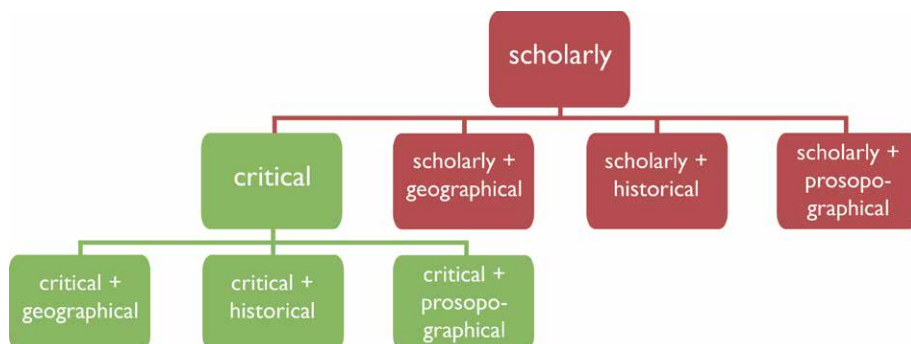 scholarly
critical
scholarly +
geographical
scholarly +
historical
scholarly +
prosopo-
graphical
critical +
geographical
critical +
historical
critical +
prosopo-
graphical